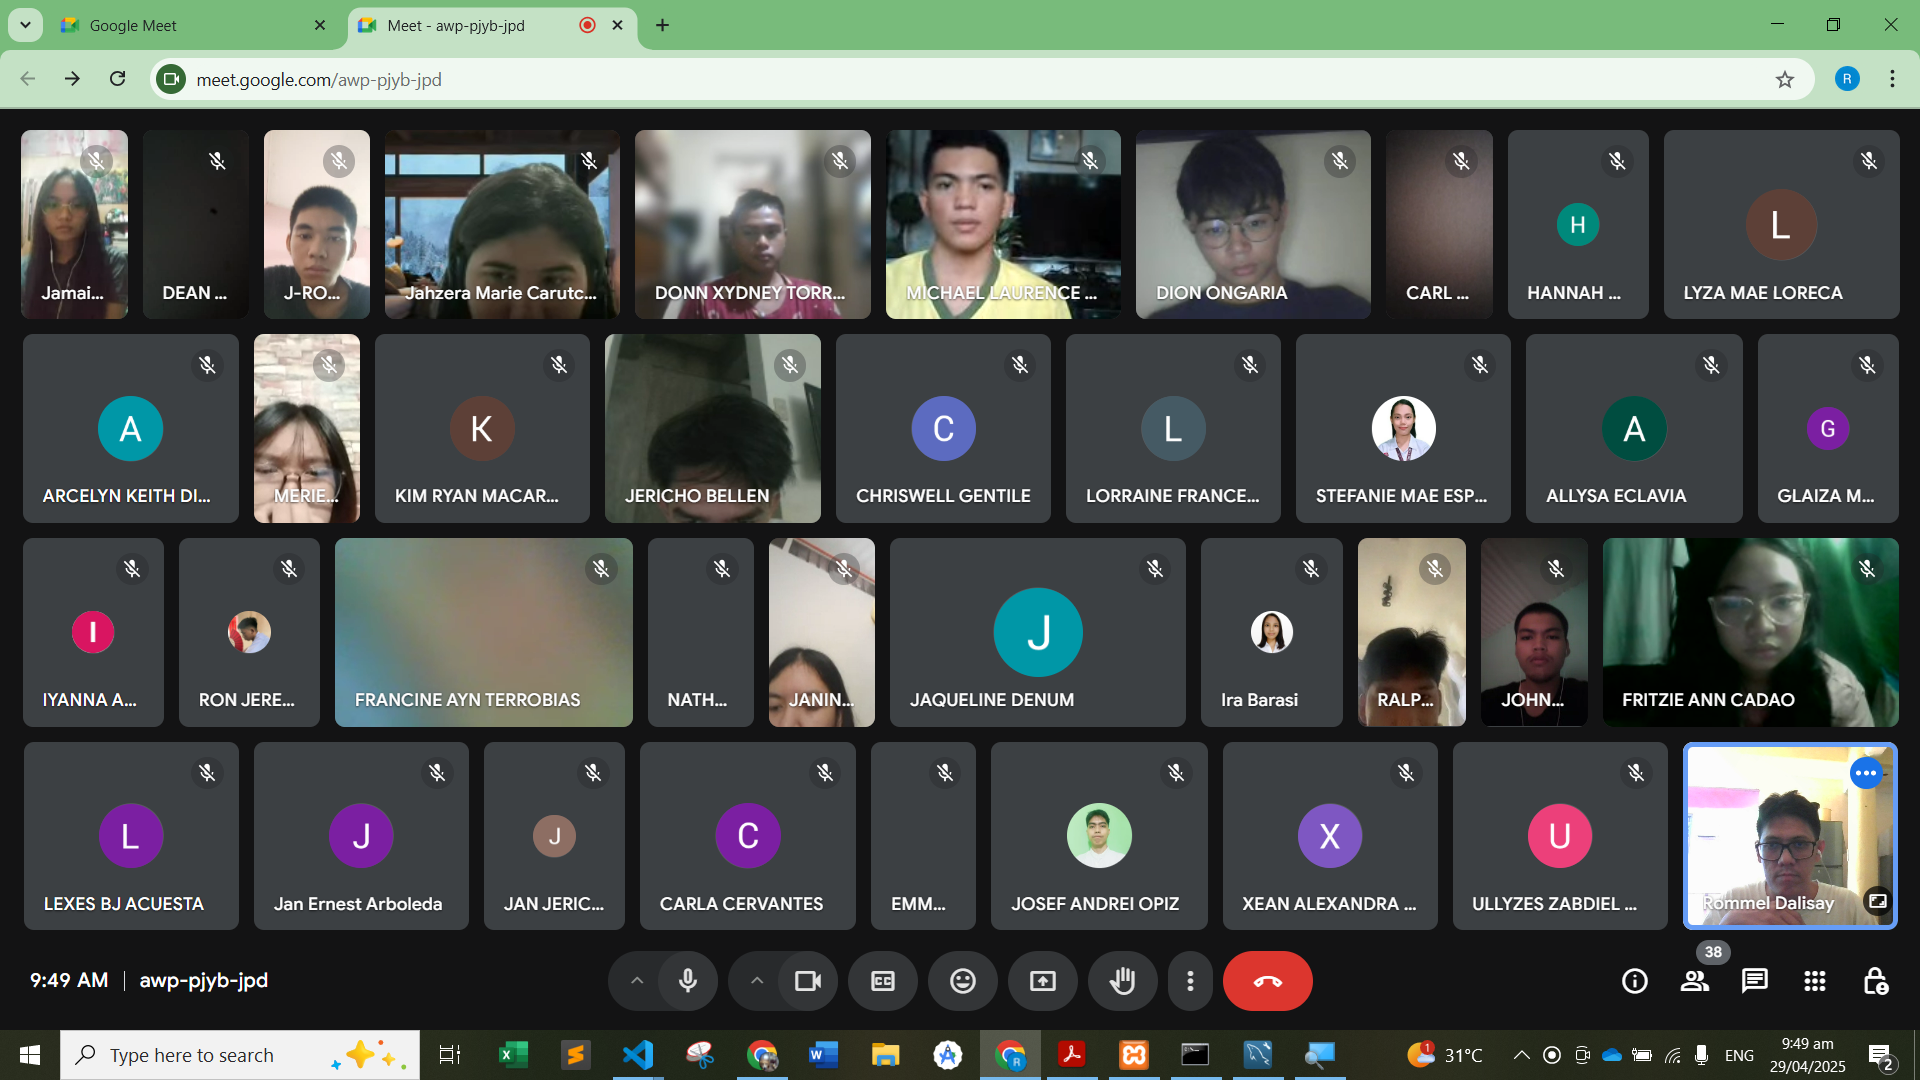 Google Meet
Meet - awp-pjyb-jpd
meet.google.com/awp-pjyb-jpd
R
Jamai...
DEAN ...
J-RO...
Jahzera Marie Carutc...
DONN XYDNEY TORR...
MICHAEL LAURENCE ...
DION ONGARIA
CARL ...
H
HANNAH ...
L
LYZA MAE LORECA
A
ARCELYN KEITH DI...
MERIE...
K
KIM RYAN MACAR...
JERICHO BELLEN
C
CHRISWELL GENTILE
L
LORRAINE FRANCE...
STEFANIE MAE ESP...
A
ALLYSA ECLAVIA
G
GLAIZA M...
I
IYANNA A...
RON JERE...
FRANCINE AYN TERROBIAS
NATH...
JANIN...
J
JAQUELINE DENUM
Ira Barasi
RALP...
JOHN...
FRITZIE ANN CADAO
L
LEXES BJ ACUESTA
J
Jan Ernest Arboleda
J
JAN JERIC...
C
CARLA CERVANTES
EMM...
JOSEF ANDREI OPIZ
X
XEAN ALEXANDRA ...
U
ULLYZES ZABDIEL ...
Rommel Dalisay
9:49 AM | awp-pjyb-jpd
CC
38
Type here to search
1
31°C
ENG
9:49 am
29/04/2025
2